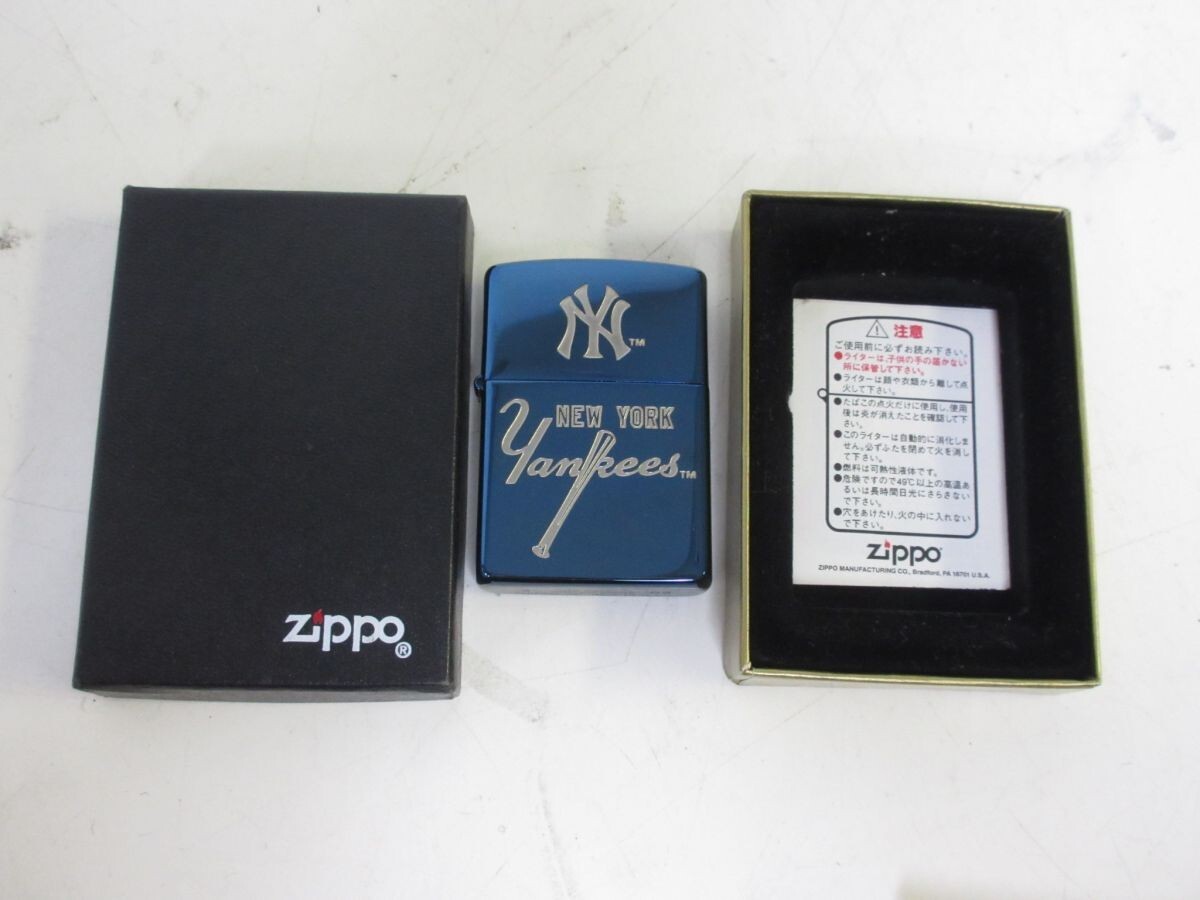 zippo®
NY™
NEW YORK
Yankees™
注意
ご使用前に必ずお読み下さい。
●ライターは、子供の手の届かない
所に保管して下さい。
●ライターは顔や衣類から離して点
火して下さい。
●たばこの点火だけに使用し、使用
後は炎が消えたことを確認して下
さい。
●このライターは自動的に消化しま
せん。必ずふたを閉めて火を消し
て下さい。
●燃料は可熱性液体です。
●危険ですので49℃以上の高温あ
るいは長時間日光にさらさない
で下さい。
●穴をあけたり、火の中に入れない
で下さい。
zippo
ZIPPO MANUFACTURING CO., Bradford, PA 16701 U.S.A.